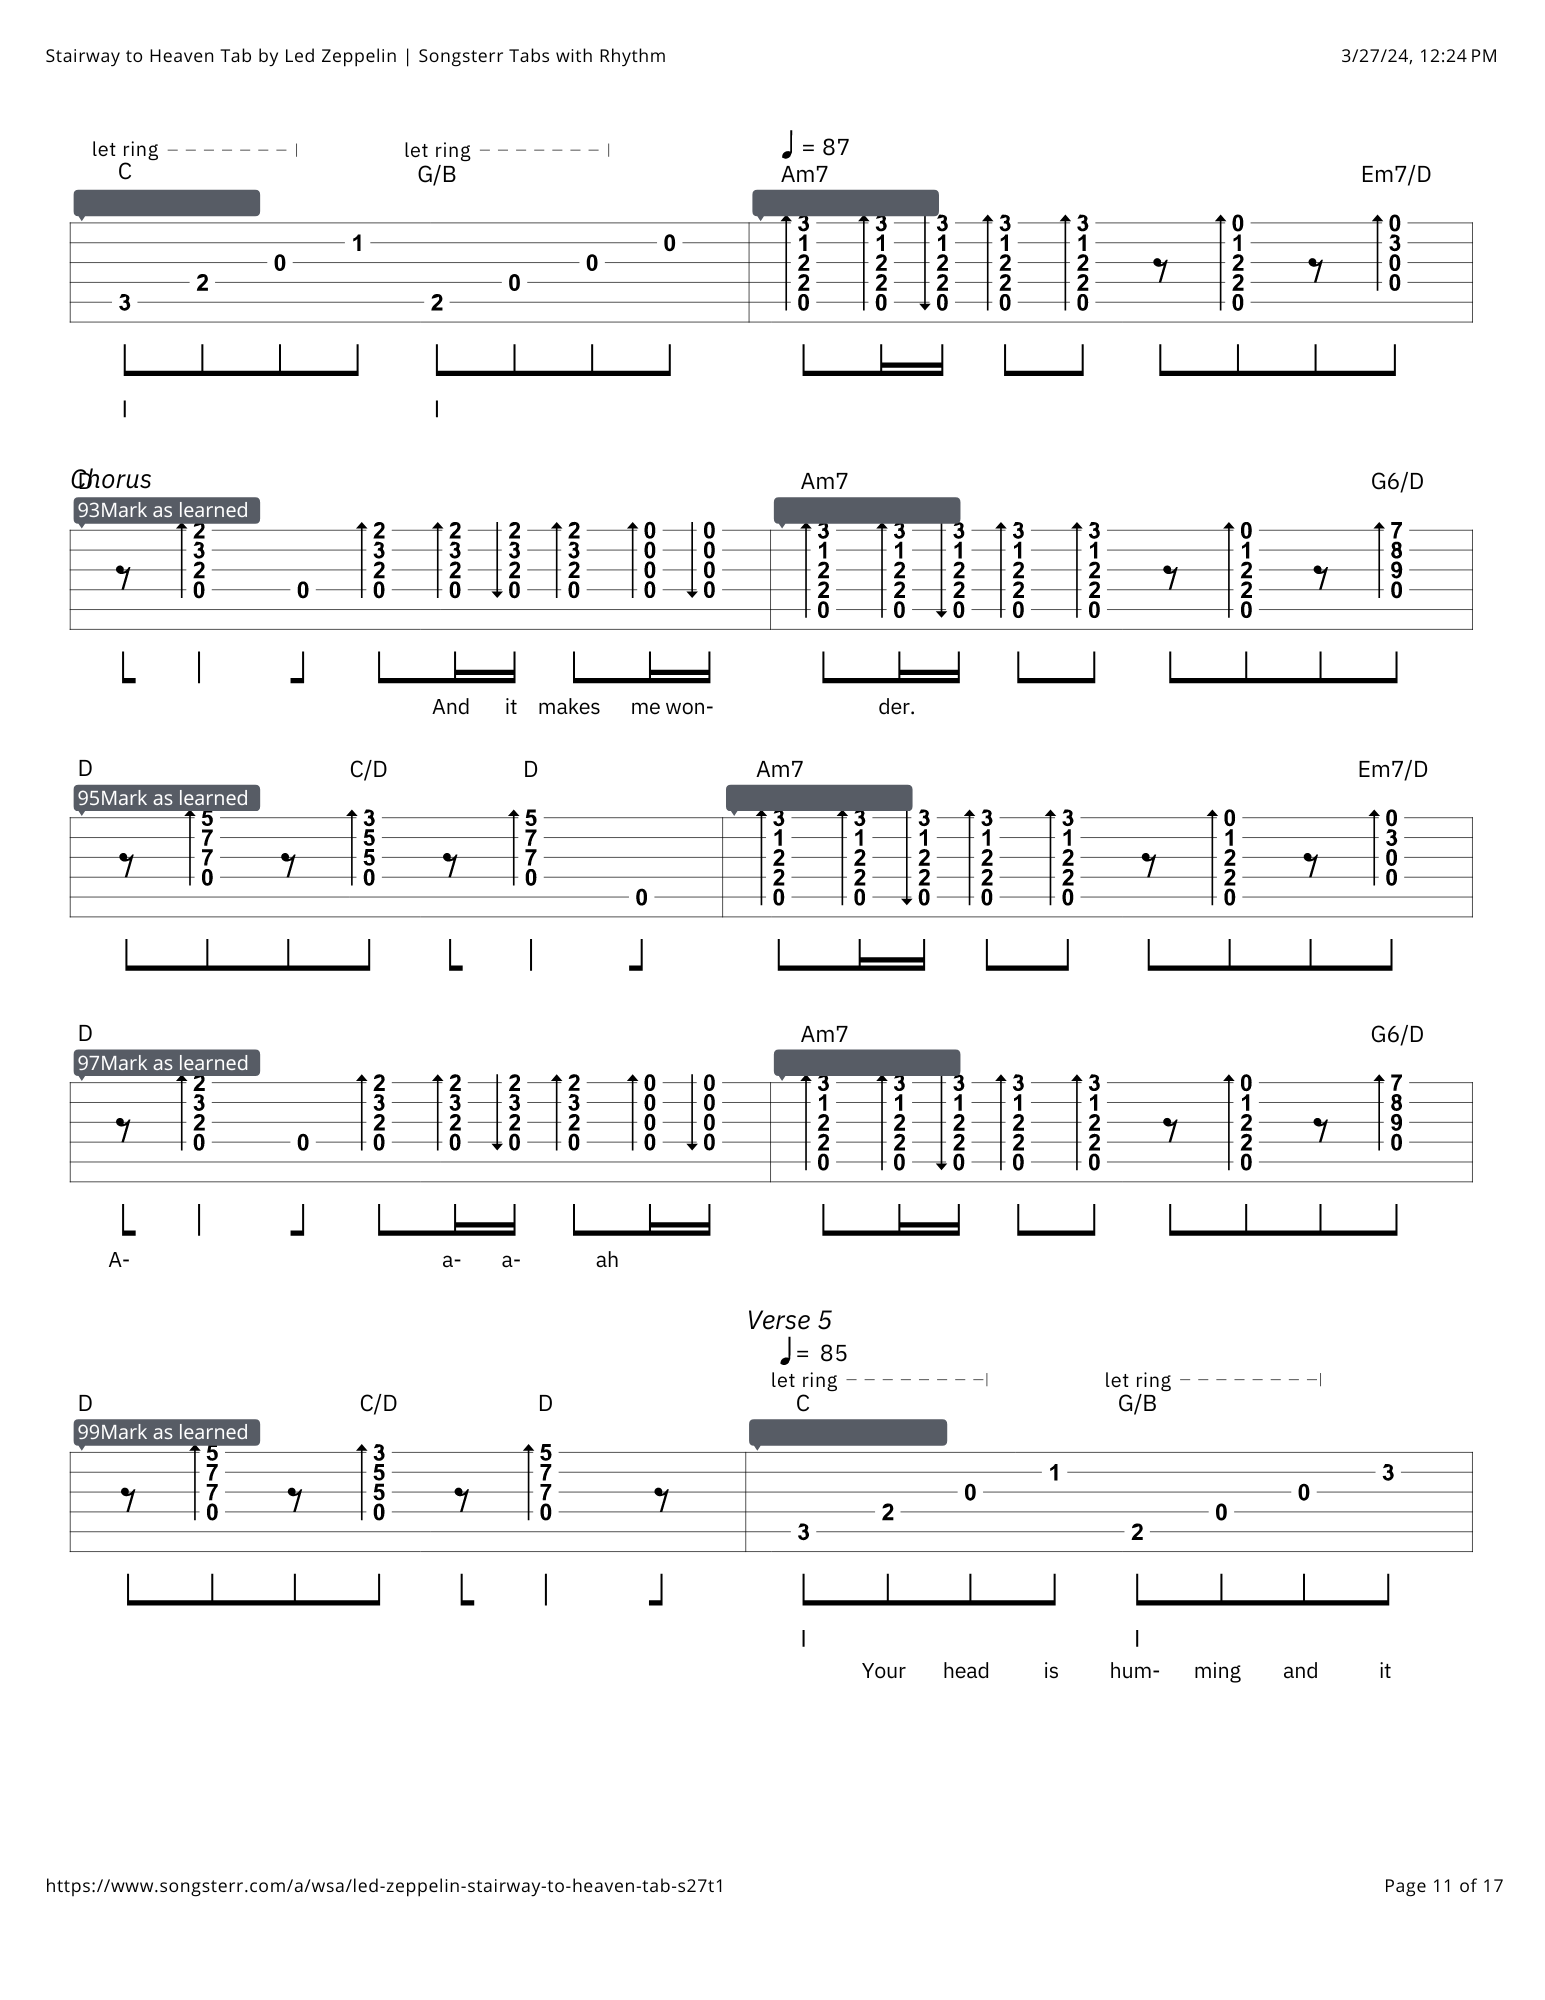 Stairway to Heaven Tab by Led Zeppelin | Songsterr Tabs with Rhythm 3/27/24, 12:24 PM
= 87
let ring let ring
C G/B Am7 Em7/D
3 3 3 3 3 0 0
1 0 1 1 1 1 1 1 3
0 0 2 2 2 2 2 2 0
2 0 2 2 2 2 2 2 0
3 2 0 0 0 0 0 0
Chorus
D Am7 G6/D
93Mark as learned
2 2 2 2 2 0 0 3 3 3 3 3 0 7
3 3 3 3 3 0 0 1 1 1 1 1 1 8
2 2 2 2 2 0 0 2 2 2 2 2 2 9
0 0 0 0 0 0 0 0 2 2 2 2 2 2 0
0 0 0 0 0 0
And it makes me won- der.
D C/D D Am7 Em7/D
95Mark as learned
5 3 5 3 3 3 3 3 0 0
7 5 7 1 1 1 1 1 1 3
7 5 7 2 2 2 2 2 2 0
0 0 0 2 2 2 2 2 2 0
0 0 0 0 0 0 0
D Am7 G6/D
97Mark as learned
2 2 2 2 2 0 0 3 3 3 3 3 0 7
3 3 3 3 3 0 0 1 1 1 1 1 1 8
2 2 2 2 2 0 0 2 2 2 2 2 2 9
0 0 0 0 0 0 0 0 2 2 2 2 2 2 0
0 0 0 0 0 0
A- a- a- ah
Verse 5
= 85
let ring let ring
D C/D D C G/B
99Mark as learned
5 3 5
7 5 7 1 3
7 5 7 0 0
0 0 0 2 0
3 2
Your head is hum- ming and it
https://www.songsterr.com/a/wsa/led-zeppelin-stairway-to-heaven-tab-s27t1 Page 11 of 17